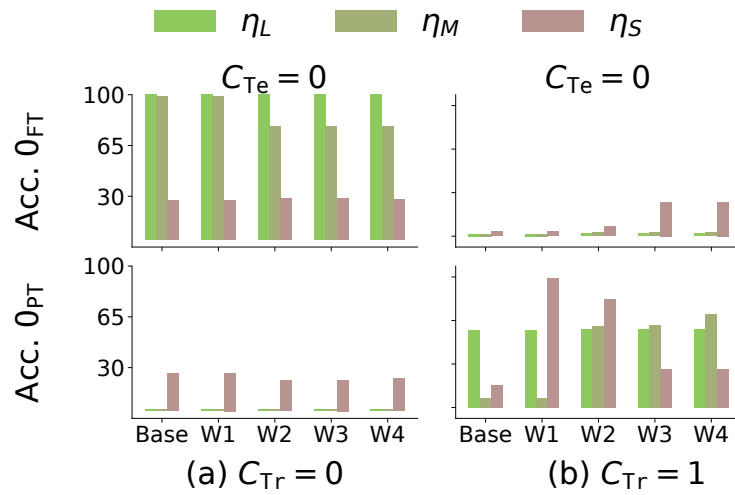 η_L η_M η_S
C_Te = 0 C_Te = 0
Acc. 0_FT
100
65
30
Acc. 0_PT
100
65
30
Base W1 W2 W3 W4 Base W1 W2 W3 W4
(a) C_Tr = 0 (b) C_Tr = 1